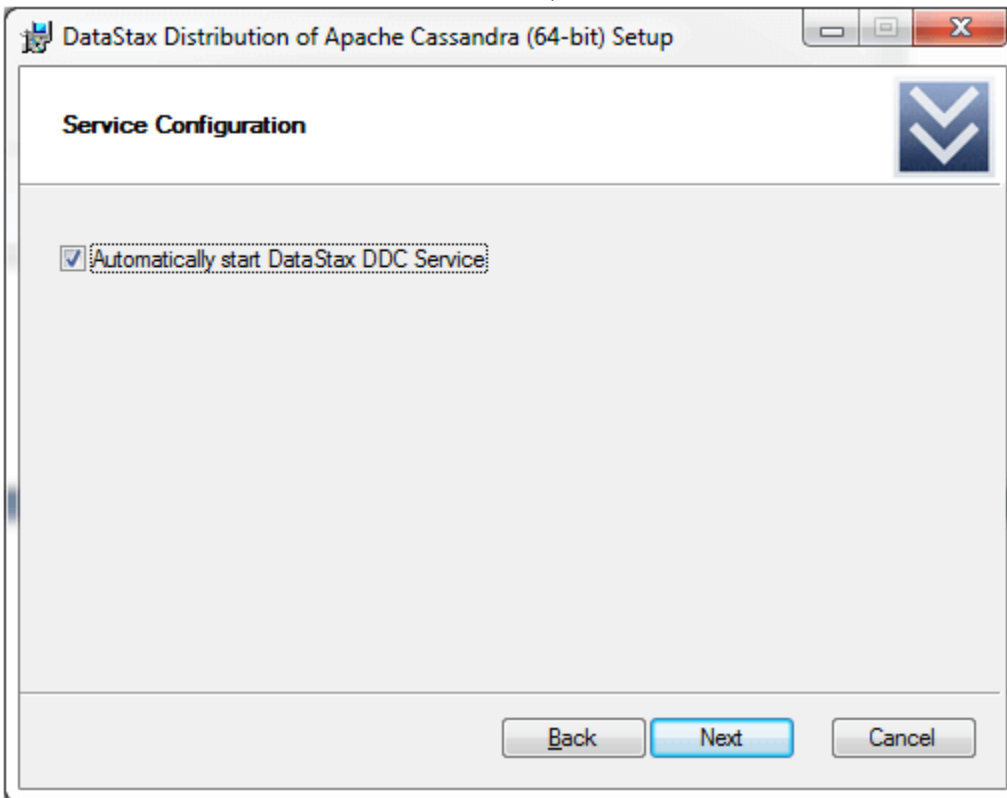 DataStax Distribution of Apache Cassandra (64-bit) Setup
Service Configuration
Automatically start DataStax DDC Service
Back Next Cancel